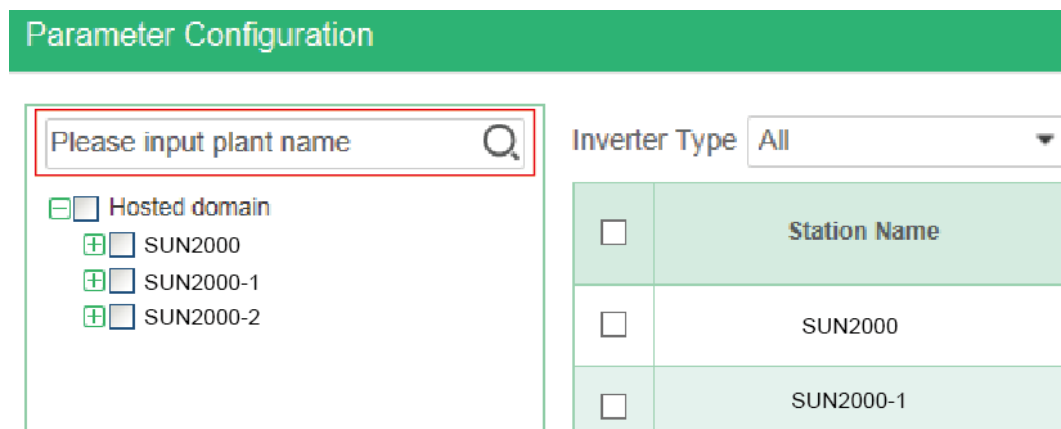 Parameter Configuration
Please input plant name
Hosted domain
SUN2000
SUN2000-1
SUN2000-2
Inverter Type All
Station Name
SUN2000
SUN2000-1